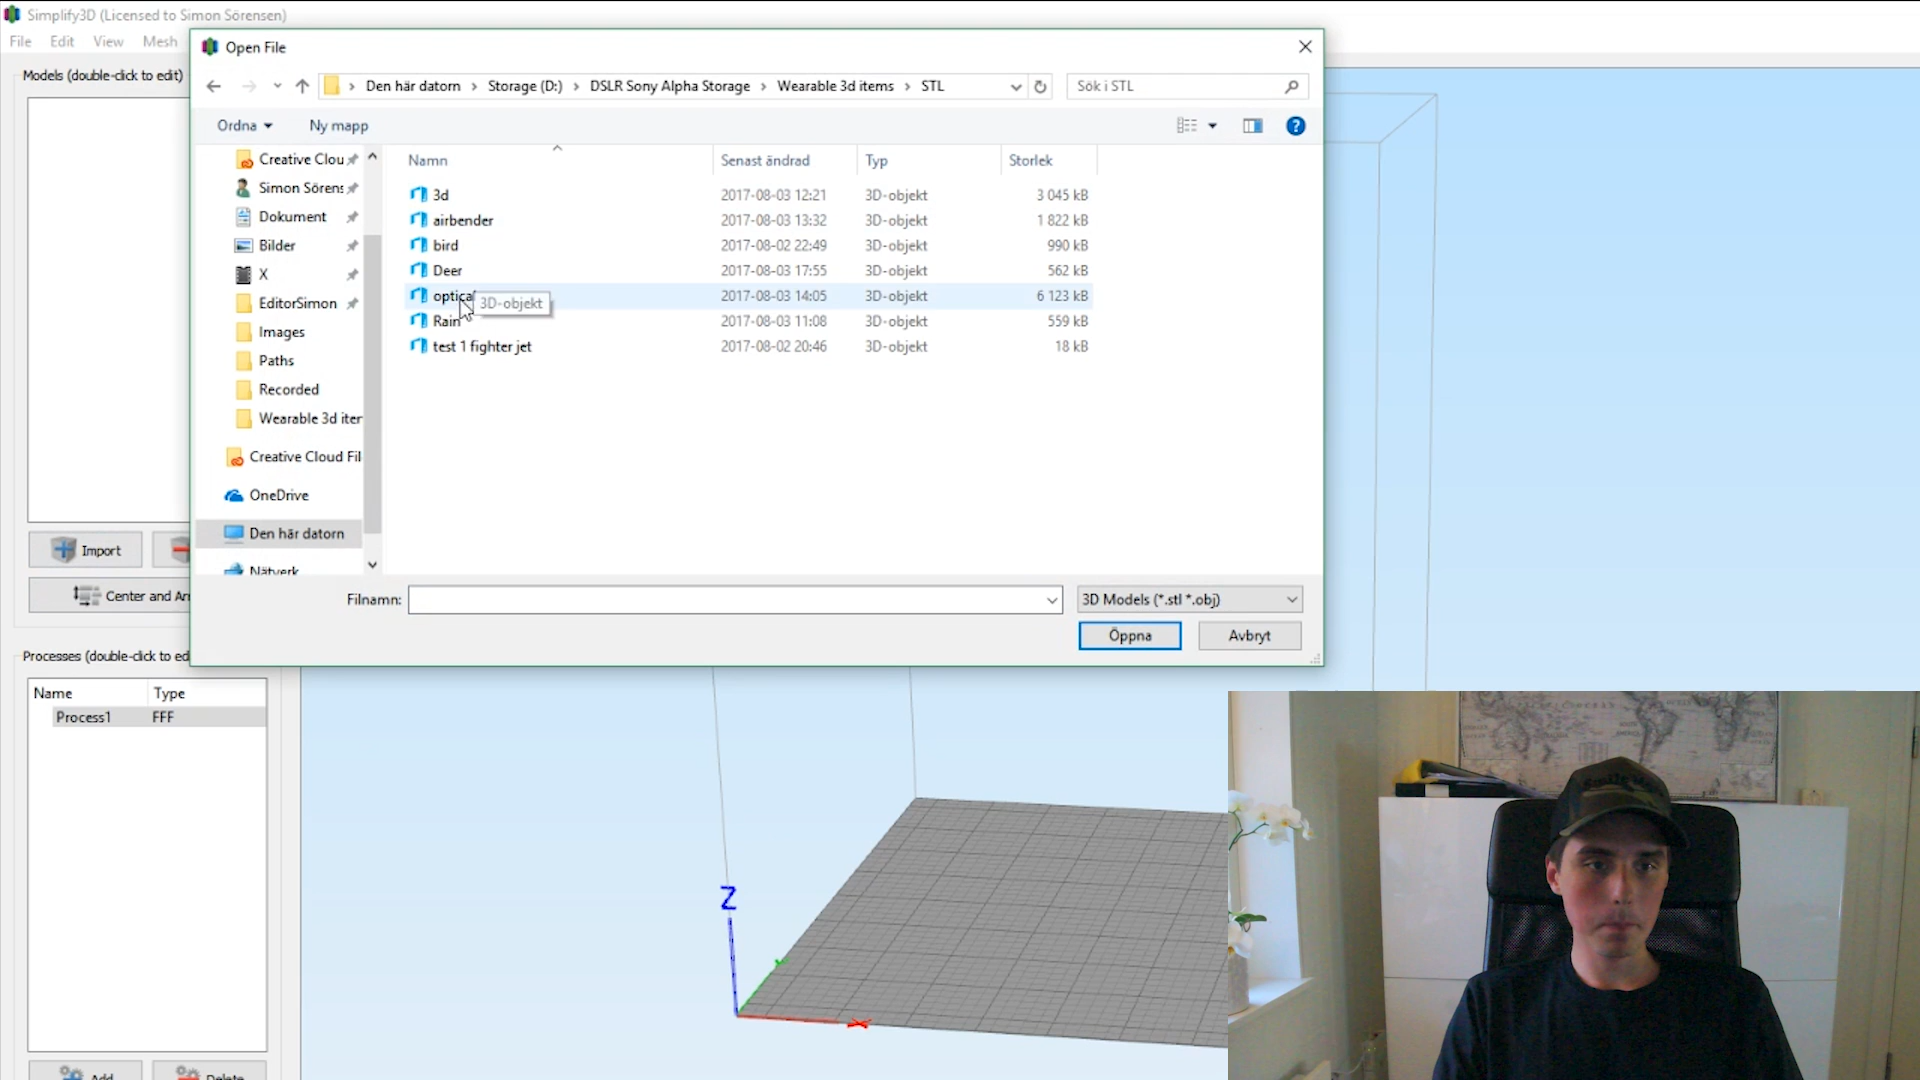 Simplify3D (Licensed to Simon Sörensen)
File Edit View Mesh
Models (double-click to edit)
Open File
Den här datorn Storage (D:) DSLR Sony Alpha Storage Wearable 3d items STL
Sök i STL
Ordna Ny mapp
Namn Senast ändrad Typ Storlek
3d 2017-08-03 12:21 3D-objekt 3 045 kB
airbender 2017-08-03 13:32 3D-objekt 1 822 kB
bird 2017-08-02 22:49 3D-objekt 990 kB
Deer 2017-08-03 17:55 3D-objekt 562 kB
optica 2017-08-03 14:05 3D-objekt 6 123 kB
3D-objekt
Rain 2017-08-03 11:08 3D-objekt 559 kB
test 1 fighter jet 2017-08-02 20:46 3D-objekt 18 kB
Creative Clou
Simon Sörens
Dokument
Bilder
X
EditorSimon
Images
Paths
Recorded
Wearable 3d iter
Creative Cloud Fil
OneDrive
Den här datorn
Nätverk
Filnamn:
3D Models (*.stl *.obj)
Öppna Avbryt
Import
Center and Arr
Processes (double-click to ed
Name Type
Process1 FFF
Add Delete
Z